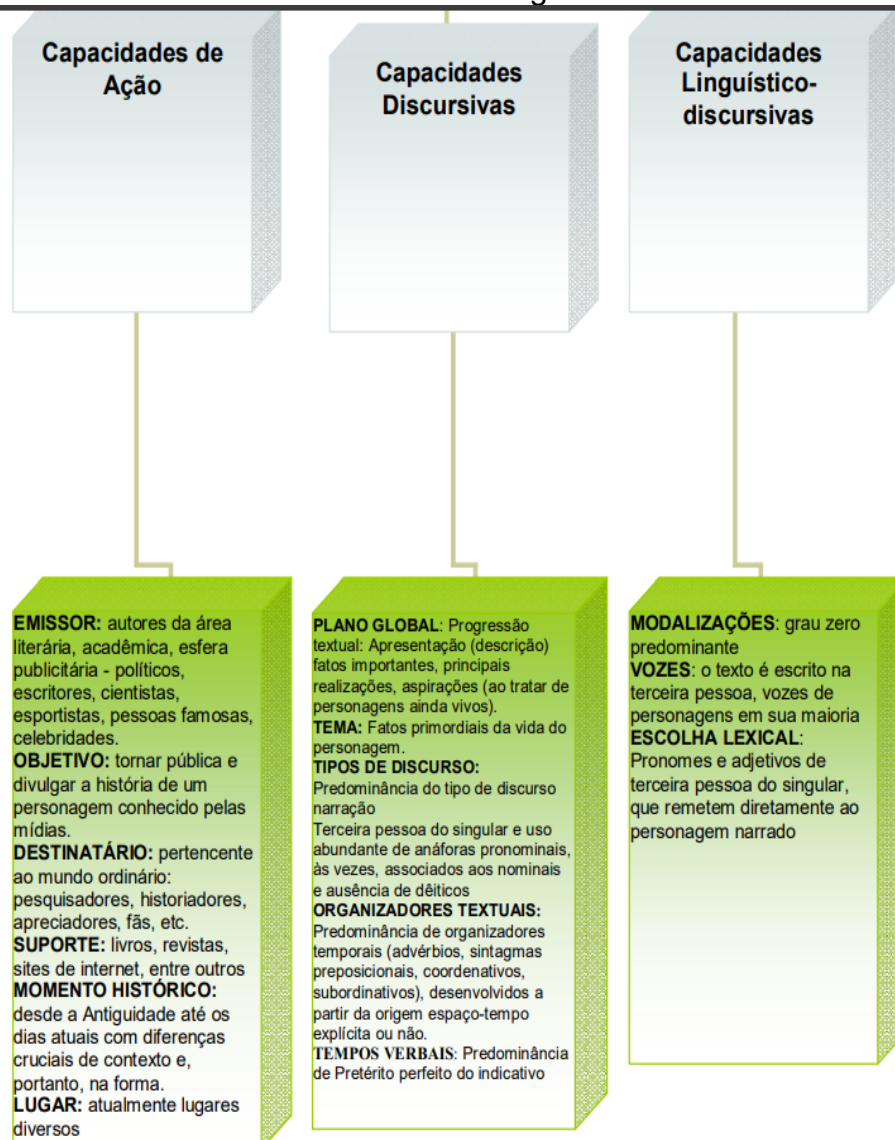 Capacidades de
Ação
Capacidades
Discursivas
Capacidades
Linguístico-
discursivas
EMISSOR: autores da área
literária, acadêmica, esfera
publicitária - políticos,
escritores, cientistas,
esportistas, pessoas famosas,
celebridades.
OBJETIVO: tornar pública e
divulgar a história de um
personagem conhecido pelas
mídias.
DESTINATÁRIO: pertencente
ao mundo ordinário:
pesquisadores, historiadores,
apreciadores, fãs, etc.
SUPORTE: livros, revistas,
sites de internet, entre outros
MOMENTO HISTÓRICO:
desde a Antiguidade até os
dias atuais com diferenças
cruciais de contexto e,
portanto, na forma.
LUGAR: atualmente lugares
diversos
PLANO GLOBAL: Progressão
textual: Apresentação (descrição)
fatos importantes, principais
realizações, aspirações (ao tratar de
personagens ainda vivos).
TEMA: Fatos primordiais da vida do
personagem.
TIPOS DE DISCURSO:
Predominância do tipo de discurso
narração
Terceira pessoa do singular e uso
abundante de anáforas pronominais,
às vezes, associados aos nominais
e ausência de dêiticos
ORGANIZADORES TEXTUAIS:
Predominância de organizadores
temporais (advérbios, sintagmas
preposicionais, coordenativos,
subordinativos), desenvolvidos a
partir da origem espaço-tempo
explícita ou não.
TEMPOS VERBAIS: Predominância
de Pretérito perfeito do indicativo
MODALIZAÇÕES: grau zero
predominante
VOZES: o texto é escrito na
terceira pessoa, vozes de
personagens em sua maioria
ESCOLHA LEXICAL:
Pronomes e adjetivos de
terceira pessoa do singular,
que remetem diretamente ao
personagem narrado